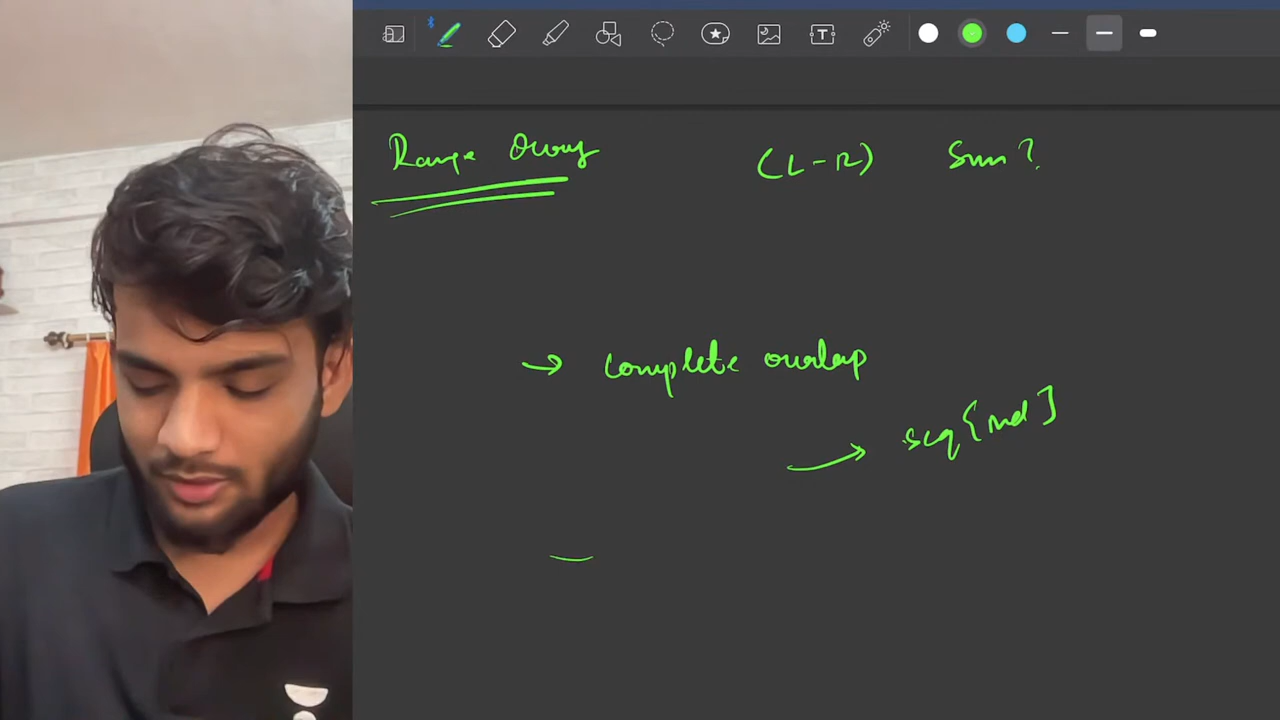 Range Query (L-R) Sum?
→ complete overlap
→ seg[ind]